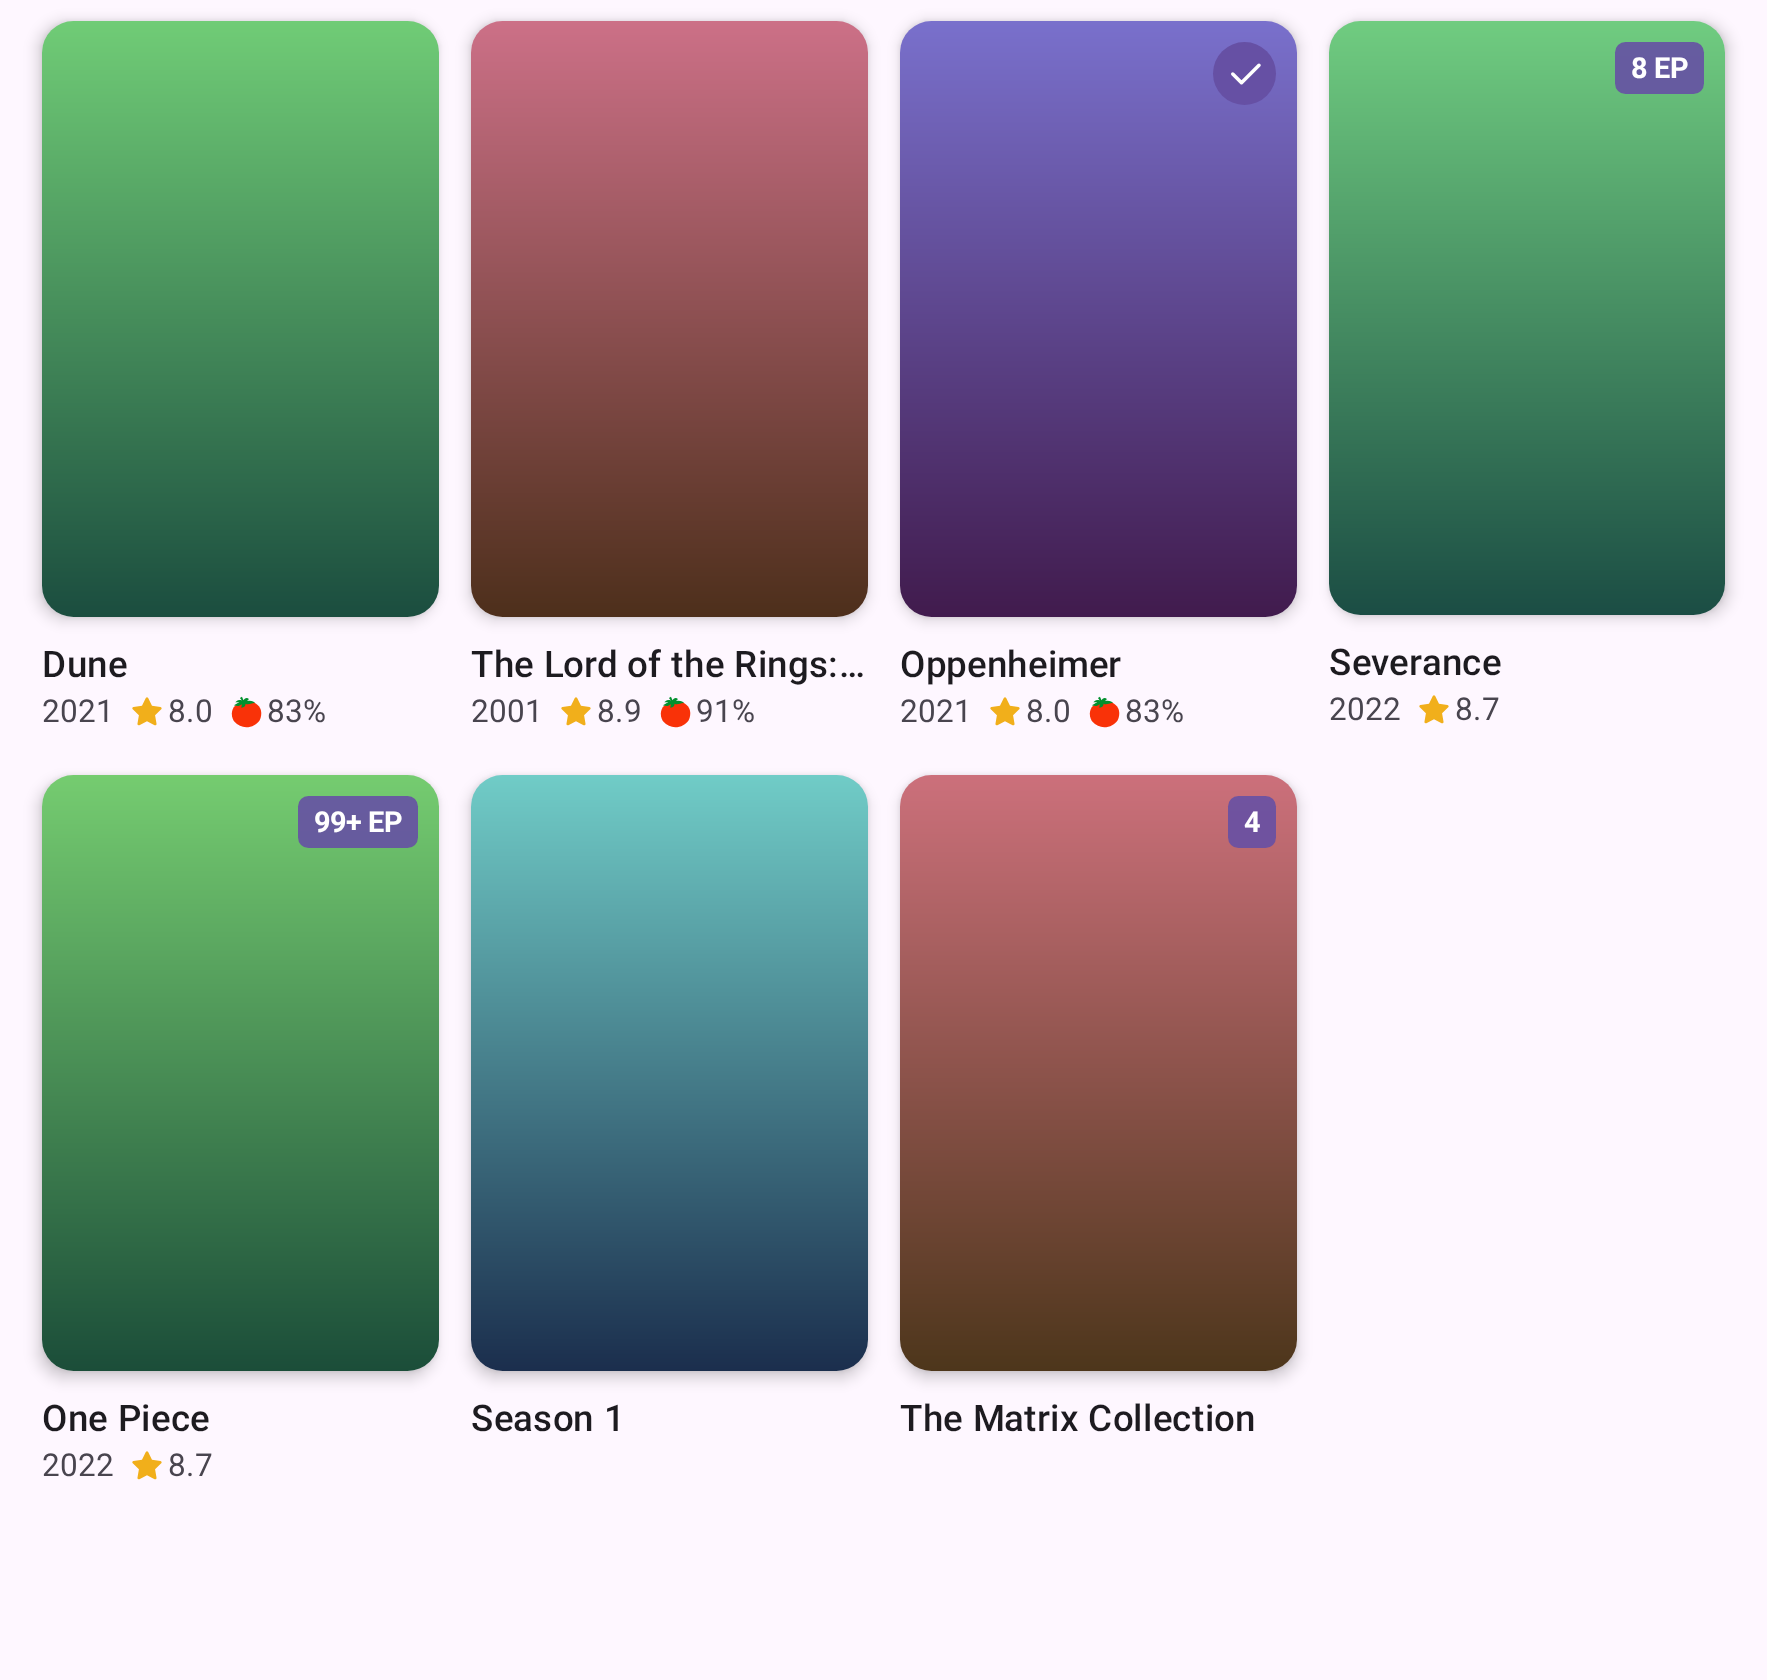 8 EP
Dune
2021 8.0 83%
The Lord of the Rings:...
2001 8.9 91%
Oppenheimer
2021 8.0 83%
Severance
2022 8.7
99+ EP
4
One Piece
2022 8.7
Season 1
The Matrix Collection